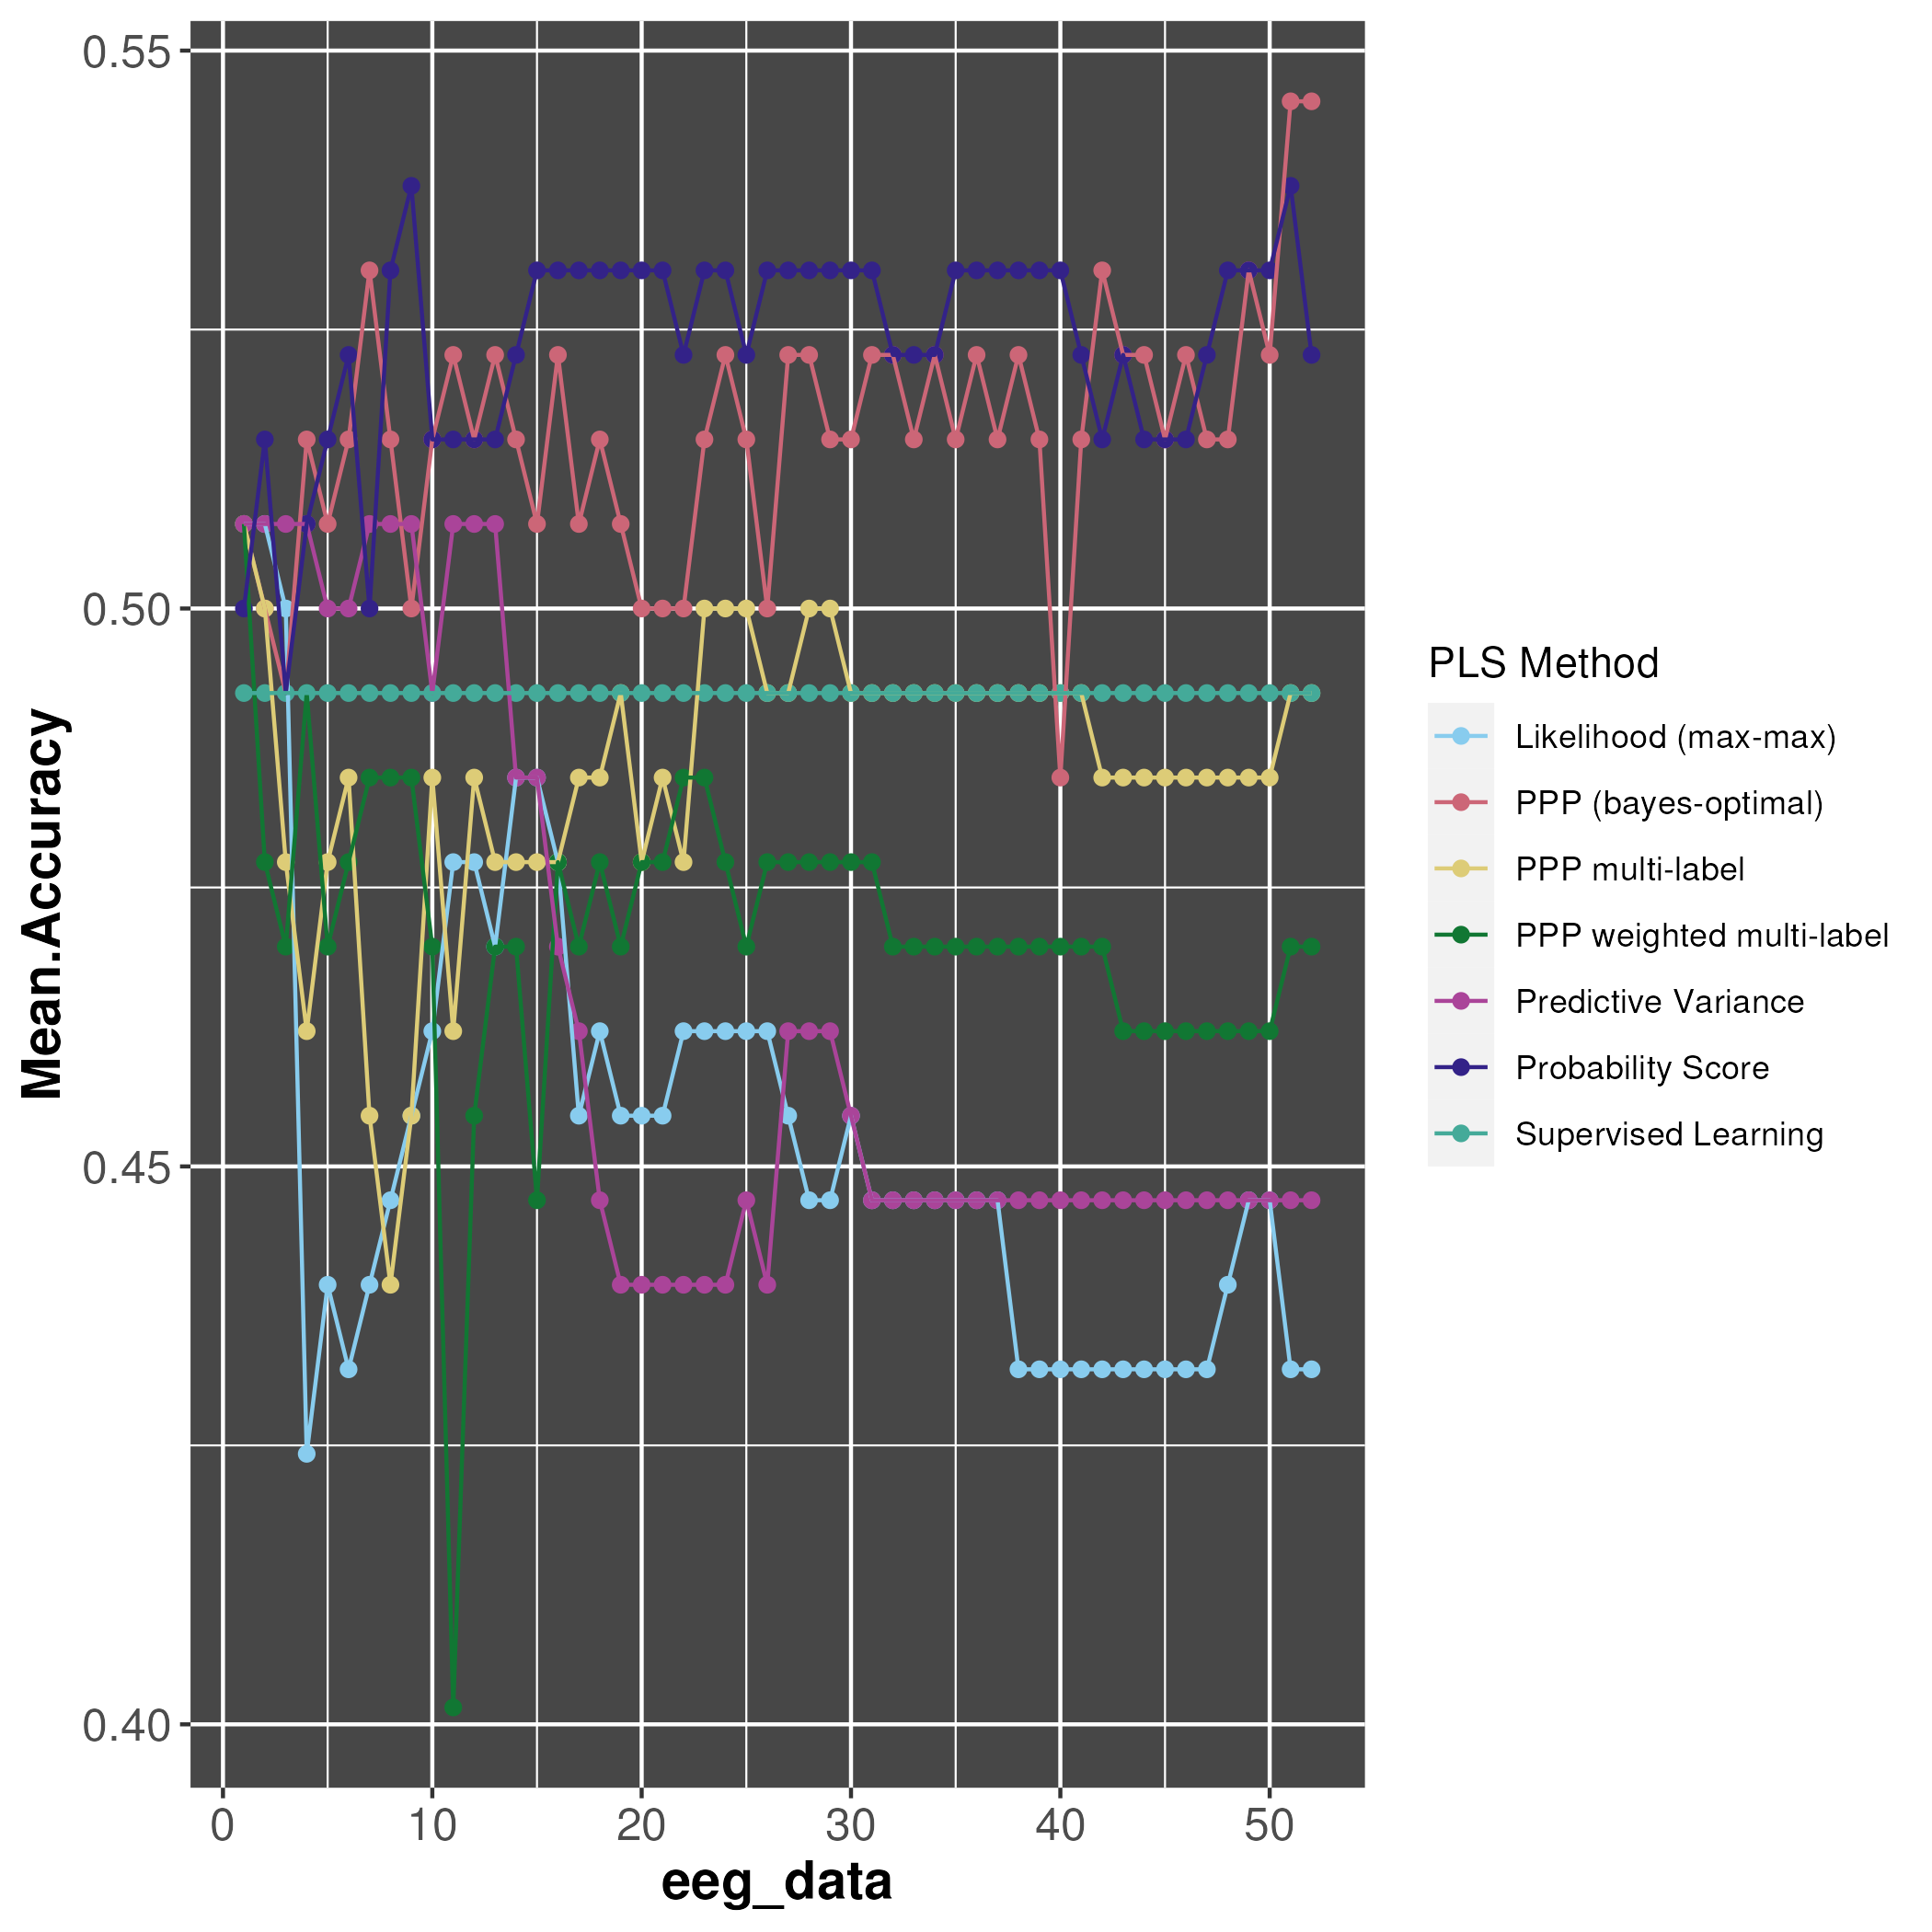 0.55
0.50
0.45
0.40
Mean.Accuracy
0 10 20 30 40 50
eeg_data
PLS Method
Likelihood (max-max)
PPP (bayes-optimal)
PPP multi-label
PPP weighted multi-label
Predictive Variance
Probability Score
Supervised Learning